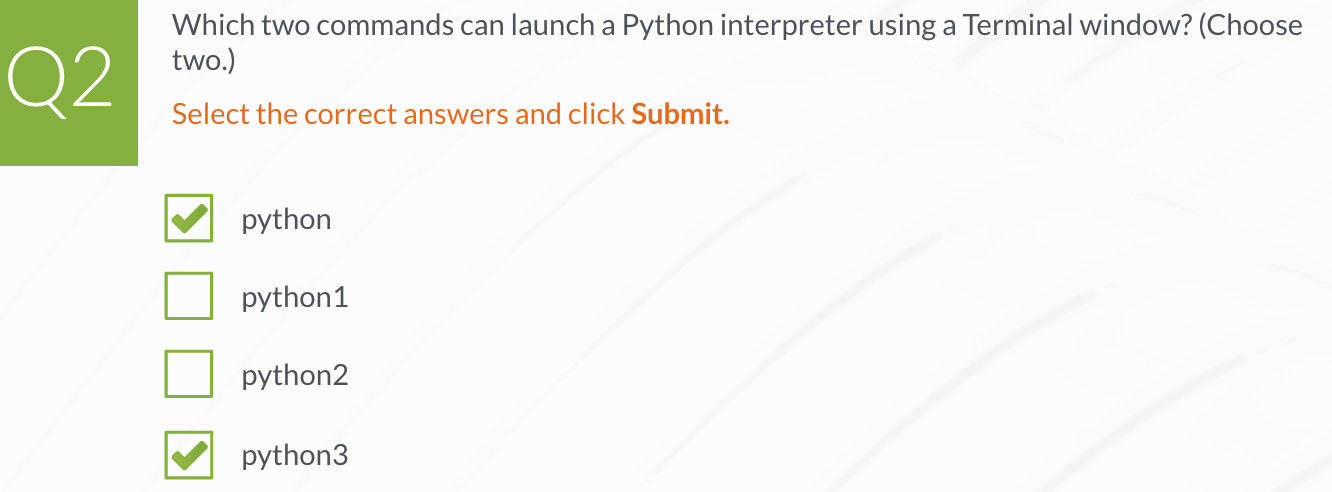 Q2
Which two commands can launch a Python interpreter using a Terminal window? (Choose
two.)
Select the correct answers and click Submit.
python
python1
python2
python3